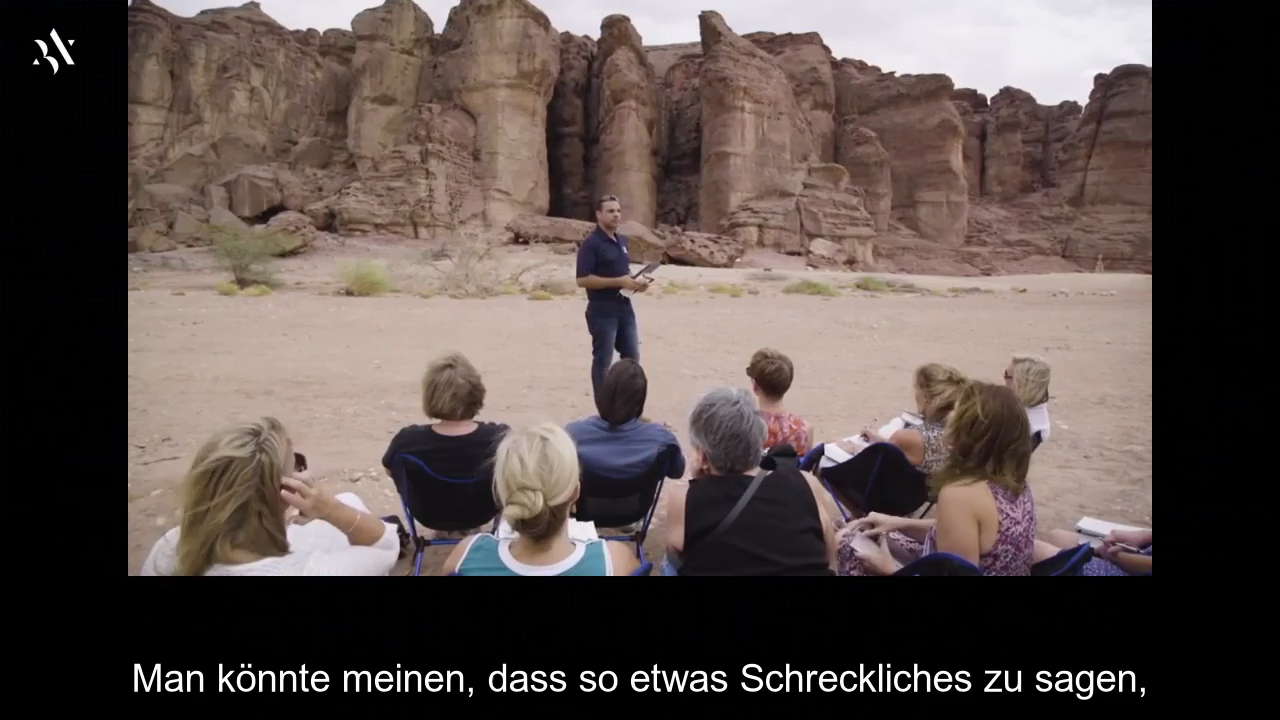 Man könnte meinen, dass so etwas Schreckliches zu sagen,